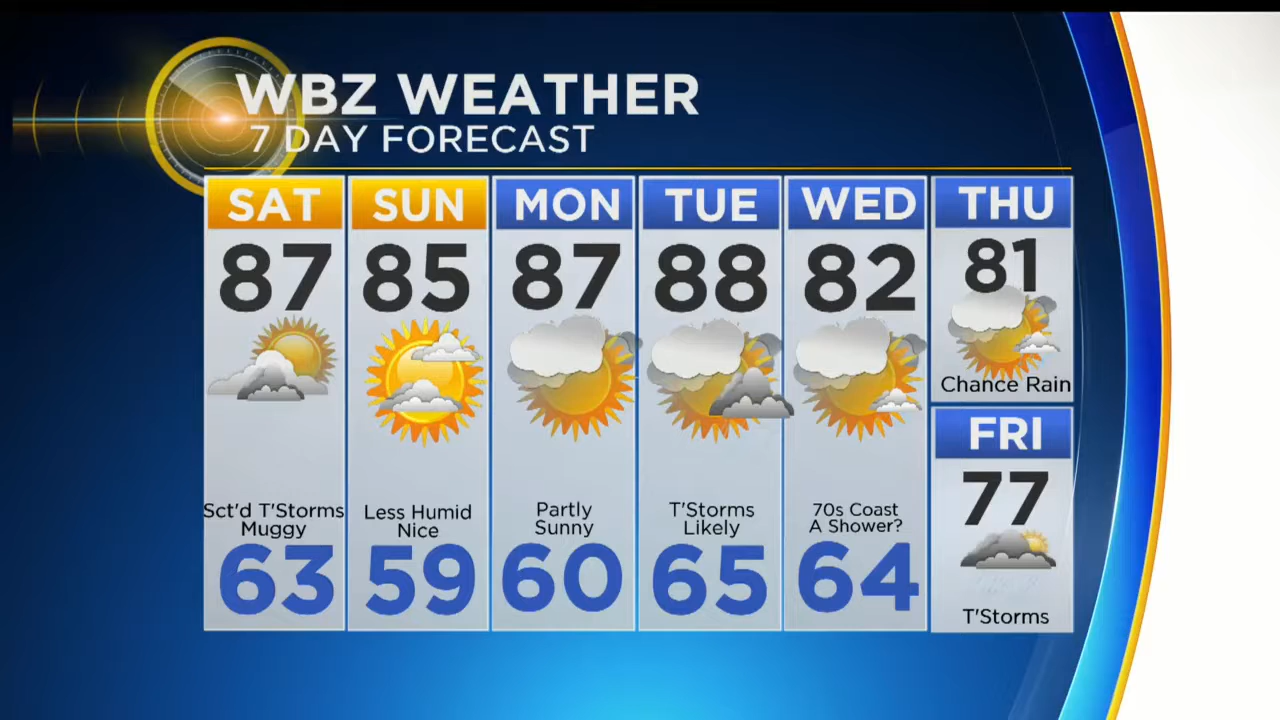 WBZ WEATHER
7 DAY FORECAST
SAT
87
Sct'd T'Storms
Muggy
63
SUN
85
Less Humid
Nice
59
MON
87
Partly
Sunny
60
TUE
88
T'Storms
Likely
65
WED
82
70s Coast
A Shower?
64
THU
81
Chance Rain
FRI
77
T'Storms